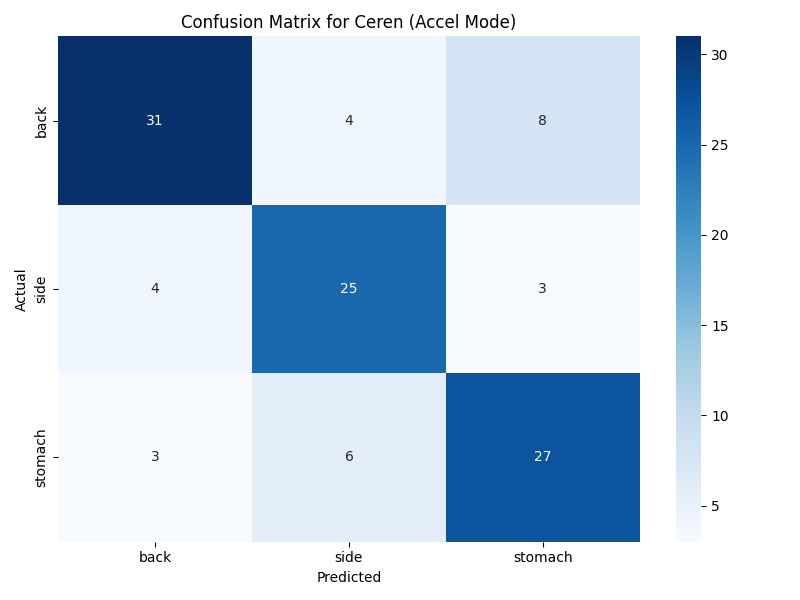 Confusion Matrix for Ceren (Accel Mode)
Actual
back
side
stomach
31 4 8
4 25 3
3 6 27
back side stomach
Predicted
30
25
20
15
10
5